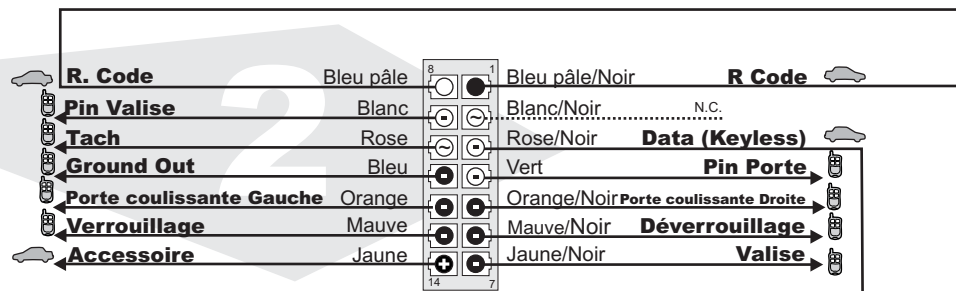 2
8 1
R. Code Bleu pâle Bleu pâle/Noir R Code
Pin Valise Blanc Blanc/Noir N.C.
Tach Rose Rose/Noir Data (Keyless)
Ground Out Bleu Vert Pin Porte
Porte coulissante Gauche Orange Orange/Noir Porte coulissante Droite
Verrouillage Mauve Mauve/Noir Déverrouillage
Accessoire Jaune Jaune/Noir Valise
14 7